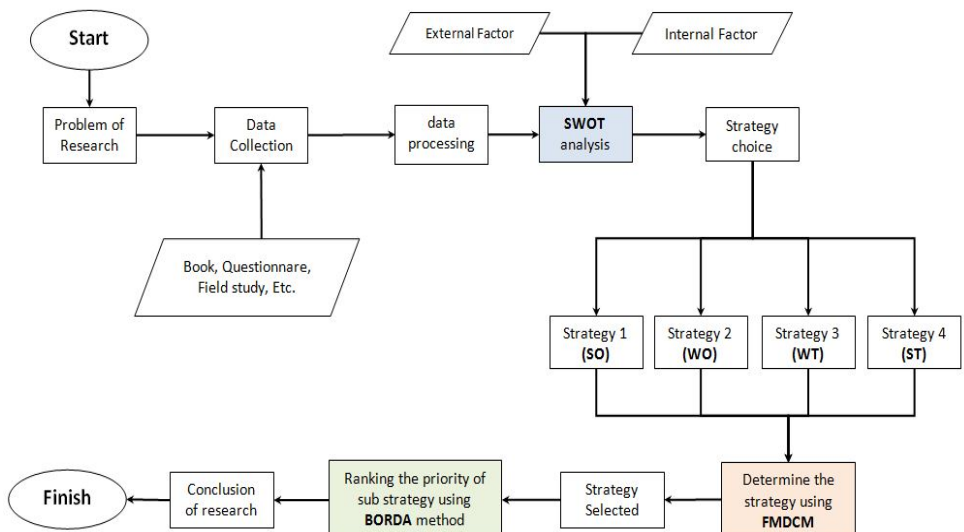 Start
External Factor
Internal Factor
Problem of
Research
Data
Collection
data
processing
SWOT
analysis
Strategy
choice
Book, Questionnare,
Field study, Etc.
Strategy 1
(SO)
Strategy 2
(WO)
Strategy 3
(WT)
Strategy 4
(ST)
Finish
Conclusion
of research
Ranking the priority of
sub strategy using
BORDA method
Strategy
Selected
Determine the
strategy using
FMDCM